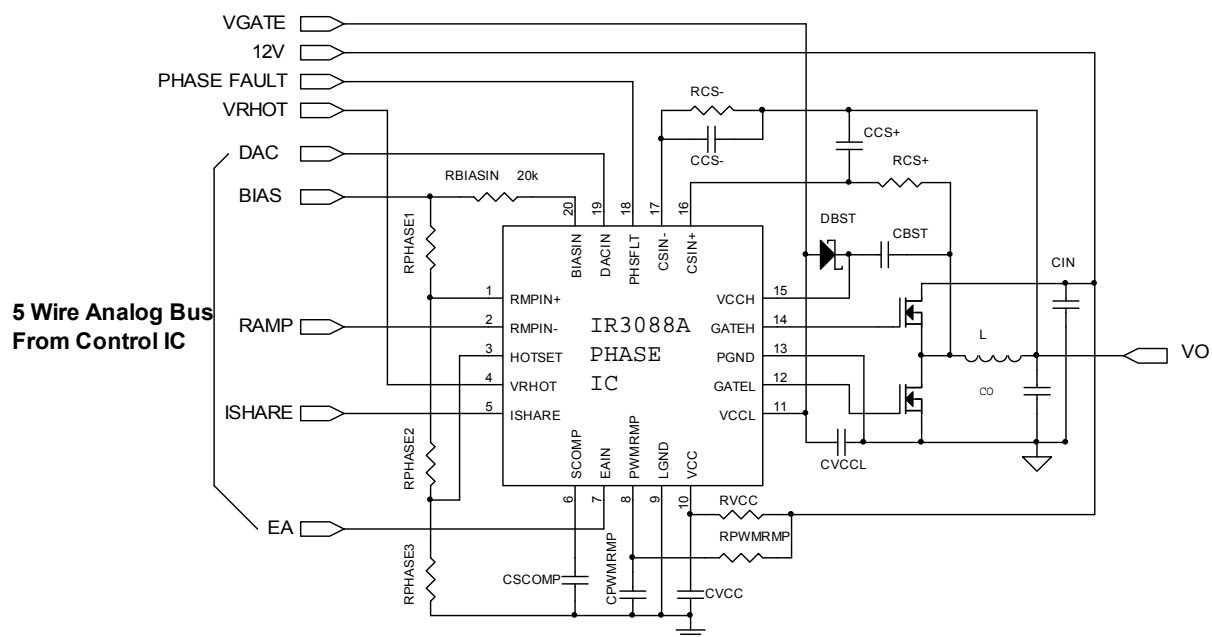 VGATE
12V
PHASE FAULT
VRHOT
DAC
BIAS
5 Wire Analog Bus
From Control IC
RAMP
ISHARE
EA
RBIASIN 20k
RPHASE1
RPHASE2
RPHASE3
RCS-
CCS-
CCS+
RCS+
DBST
CBST
CIN
20
19
18
17
16
BIASIN
DACIN
PHSFLT
CSIN-
CSIN+
1
RMPIN+
2
RMPIN-
3
HOTSET
4
VRHOT
5
ISHARE
IR3088A
PHASE
IC
VCCH
15
GATEH
14
PGND
13
GATEL
12
VCCL
11
SCOMP
EAIN
PWMRMP
LGND
VCC
6
7
8
9
10
L
CO
VO
CVCCL
RVCC
RPWMRMP
CSCOMP
CPWMRMP
CVCC